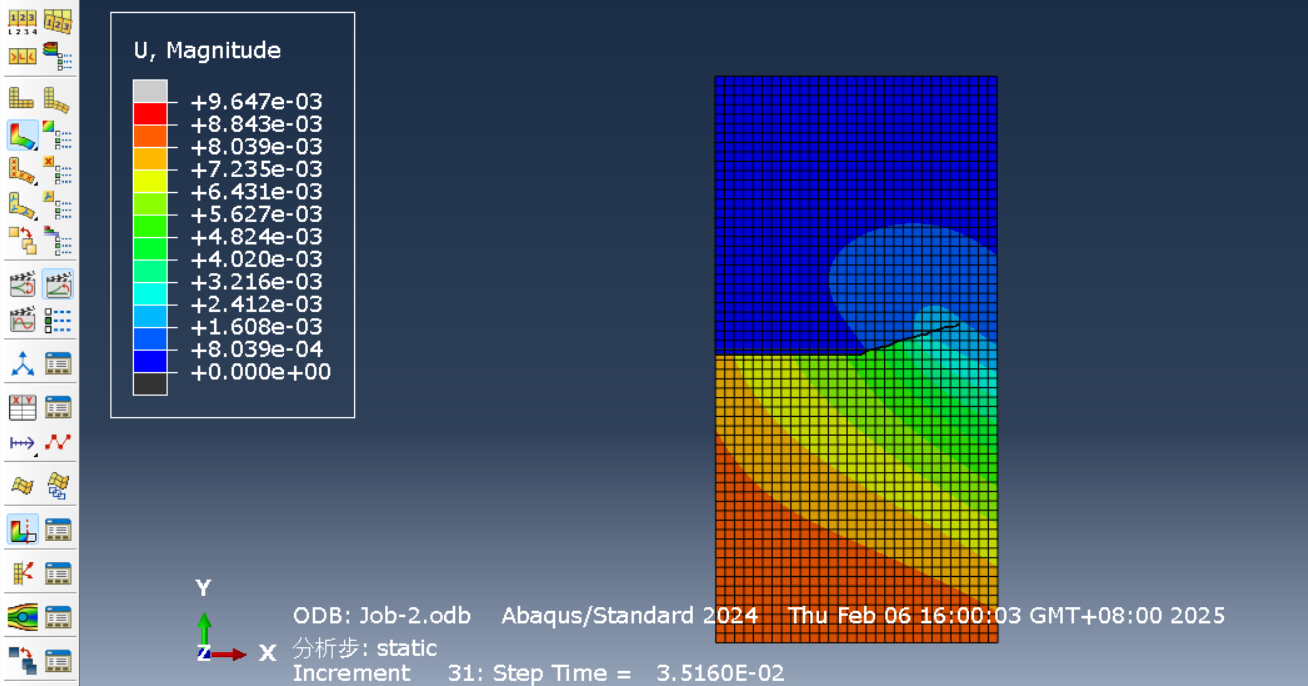 U, Magnitude
+9.647e-03
+8.843e-03
+8.039e-03
+7.235e-03
+6.431e-03
+5.627e-03
+4.824e-03
+4.020e-03
+3.216e-03
+2.412e-03
+1.608e-03
+8.039e-04
+0.000e+00
Y
Z X
ODB: Job-2.odb Abaqus/Standard 2024 Thu Feb 06 16:00:03 GMT+08:00 2025
分析步: static
Increment 31: Step Time = 3.5160E-02